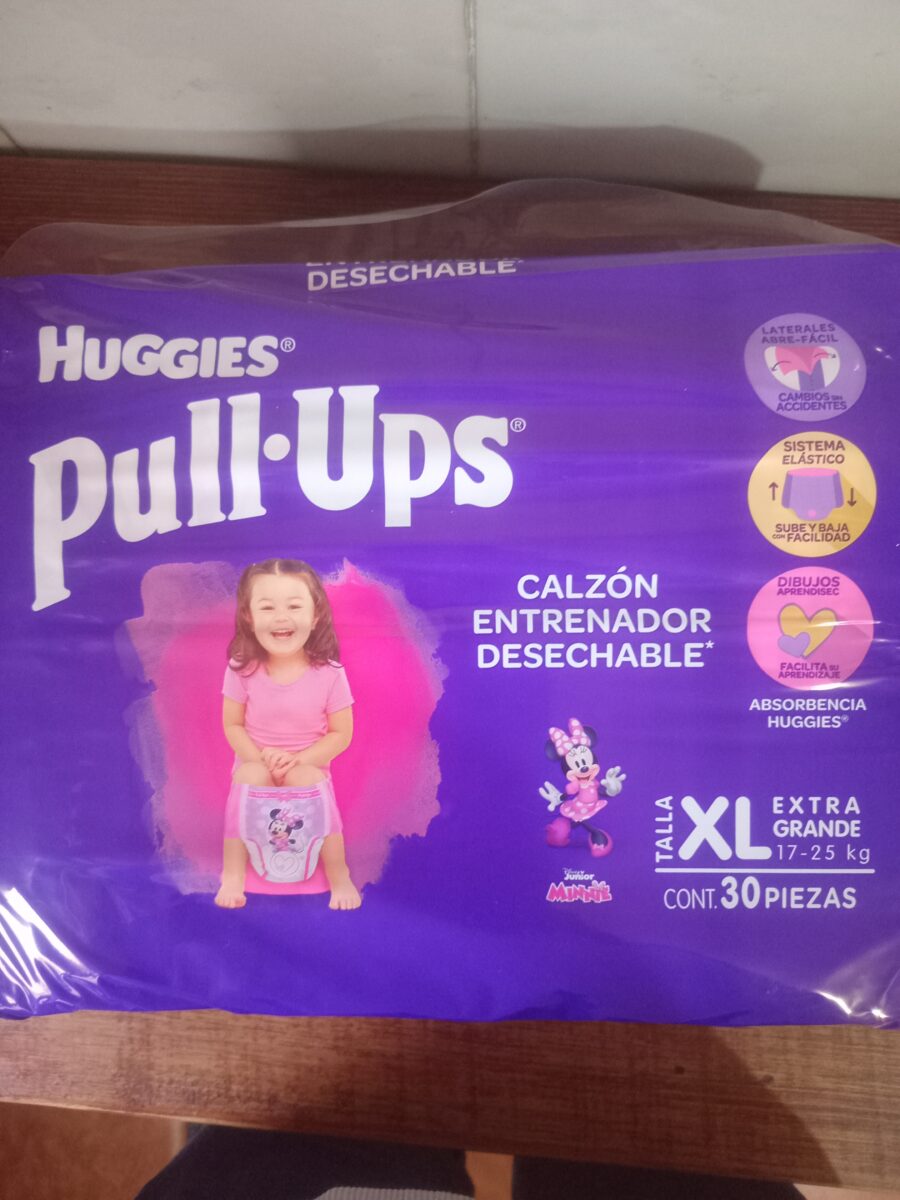 DESECHABLE*
HUGGIES®
Pull·Ups®
LATERALES
ABRE-FÁCIL
CAMBIOS SIN
ACCIDENTES
SISTEMA
ELÁSTICO
SUBE Y BAJA
CON FACILIDAD
DIBUJOS
APRENDISEC
FACILITA SU
APRENDIZAJE
ABSORBENCIA
HUGGIES®
CALZÓN
ENTRENADOR
DESECHABLE*
Disney
Junior
MINNIE
TALLA
XL
EXTRA
GRANDE
17-25 kg
CONT. 30 PIEZAS